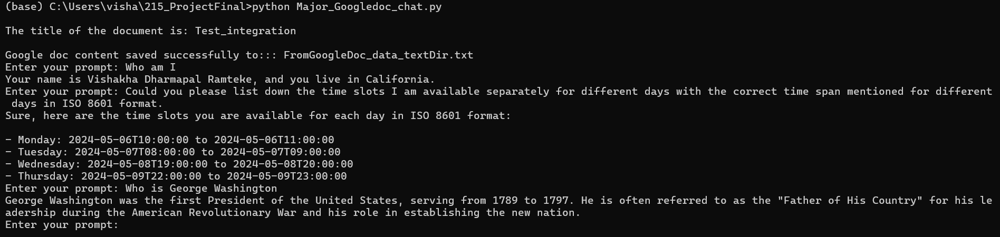 (base) C:\Users\visha\215_ProjectFinal>python Major_Googledoc_chat.py
The title of the document is: Test_integration
Google doc content saved successfully to::: FromGoogleDoc_data_textDir.txt
Enter your prompt: Who am I
Your name is Vishakha Dharmapal Ramteke, and you live in California.
Enter your prompt: Could you please list down the time slots I am available separately for different days with the correct time span mentioned for different
 days in ISO 8601 format.
Sure, here are the time slots you are available for each day in ISO 8601 format:
- Monday: 2024-05-06T10:00:00 to 2024-05-06T11:00:00
- Tuesday: 2024-05-07T08:00:00 to 2024-05-07T09:00:00
- Wednesday: 2024-05-08T19:00:00 to 2024-05-08T20:00:00
- Thursday: 2024-05-09T22:00:00 to 2024-05-09T23:00:00
Enter your prompt: Who is George Washington
George Washington was the first President of the United States, serving from 1789 to 1797. He is often referred to as the "Father of His Country" for his le
adership during the American Revolutionary War and his role in establishing the new nation.
Enter your prompt: